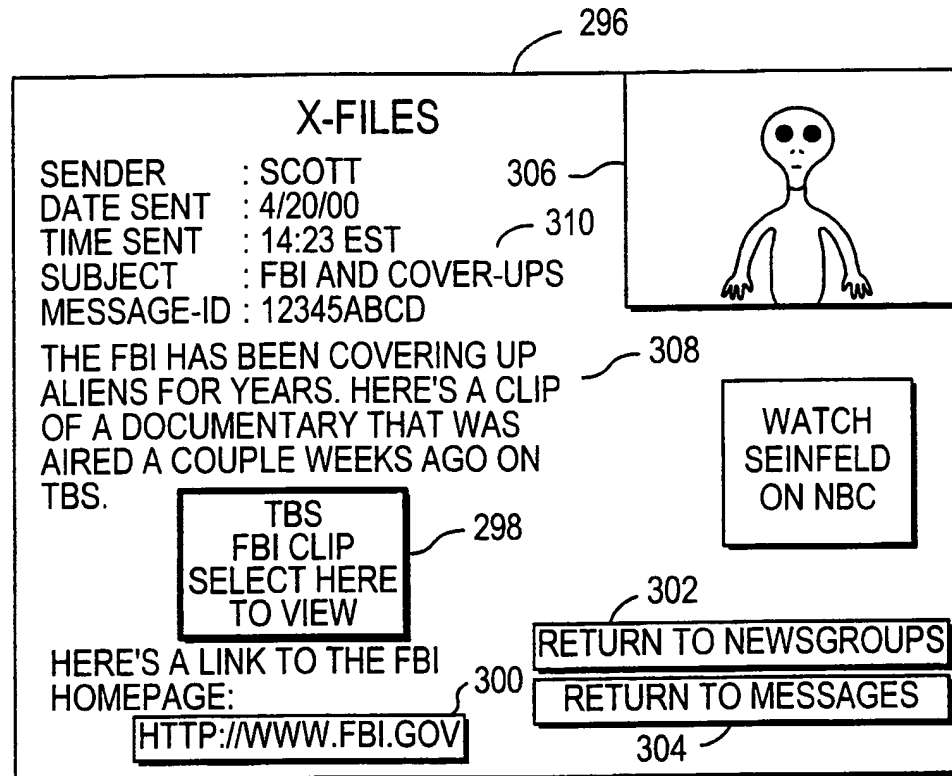 296
X-FILES
SENDER : SCOTT
DATE SENT : 4/20/00
TIME SENT : 14:23 EST
SUBJECT : FBI AND COVER-UPS
MESSAGE-ID : 12345ABCD
306
310
THE FBI HAS BEEN COVERING UP
ALIENS FOR YEARS. HERE'S A CLIP
OF A DOCUMENTARY THAT WAS
AIRED A COUPLE WEEKS AGO ON
TBS.
308
WATCH
SEINFELD
ON NBC
TBS
FBI CLIP
SELECT HERE
TO VIEW
298
HERE'S A LINK TO THE FBI
HOMEPAGE:
300
HTTP://WWW.FBI.GOV
302
RETURN TO NEWSGROUPS
RETURN TO MESSAGES
304